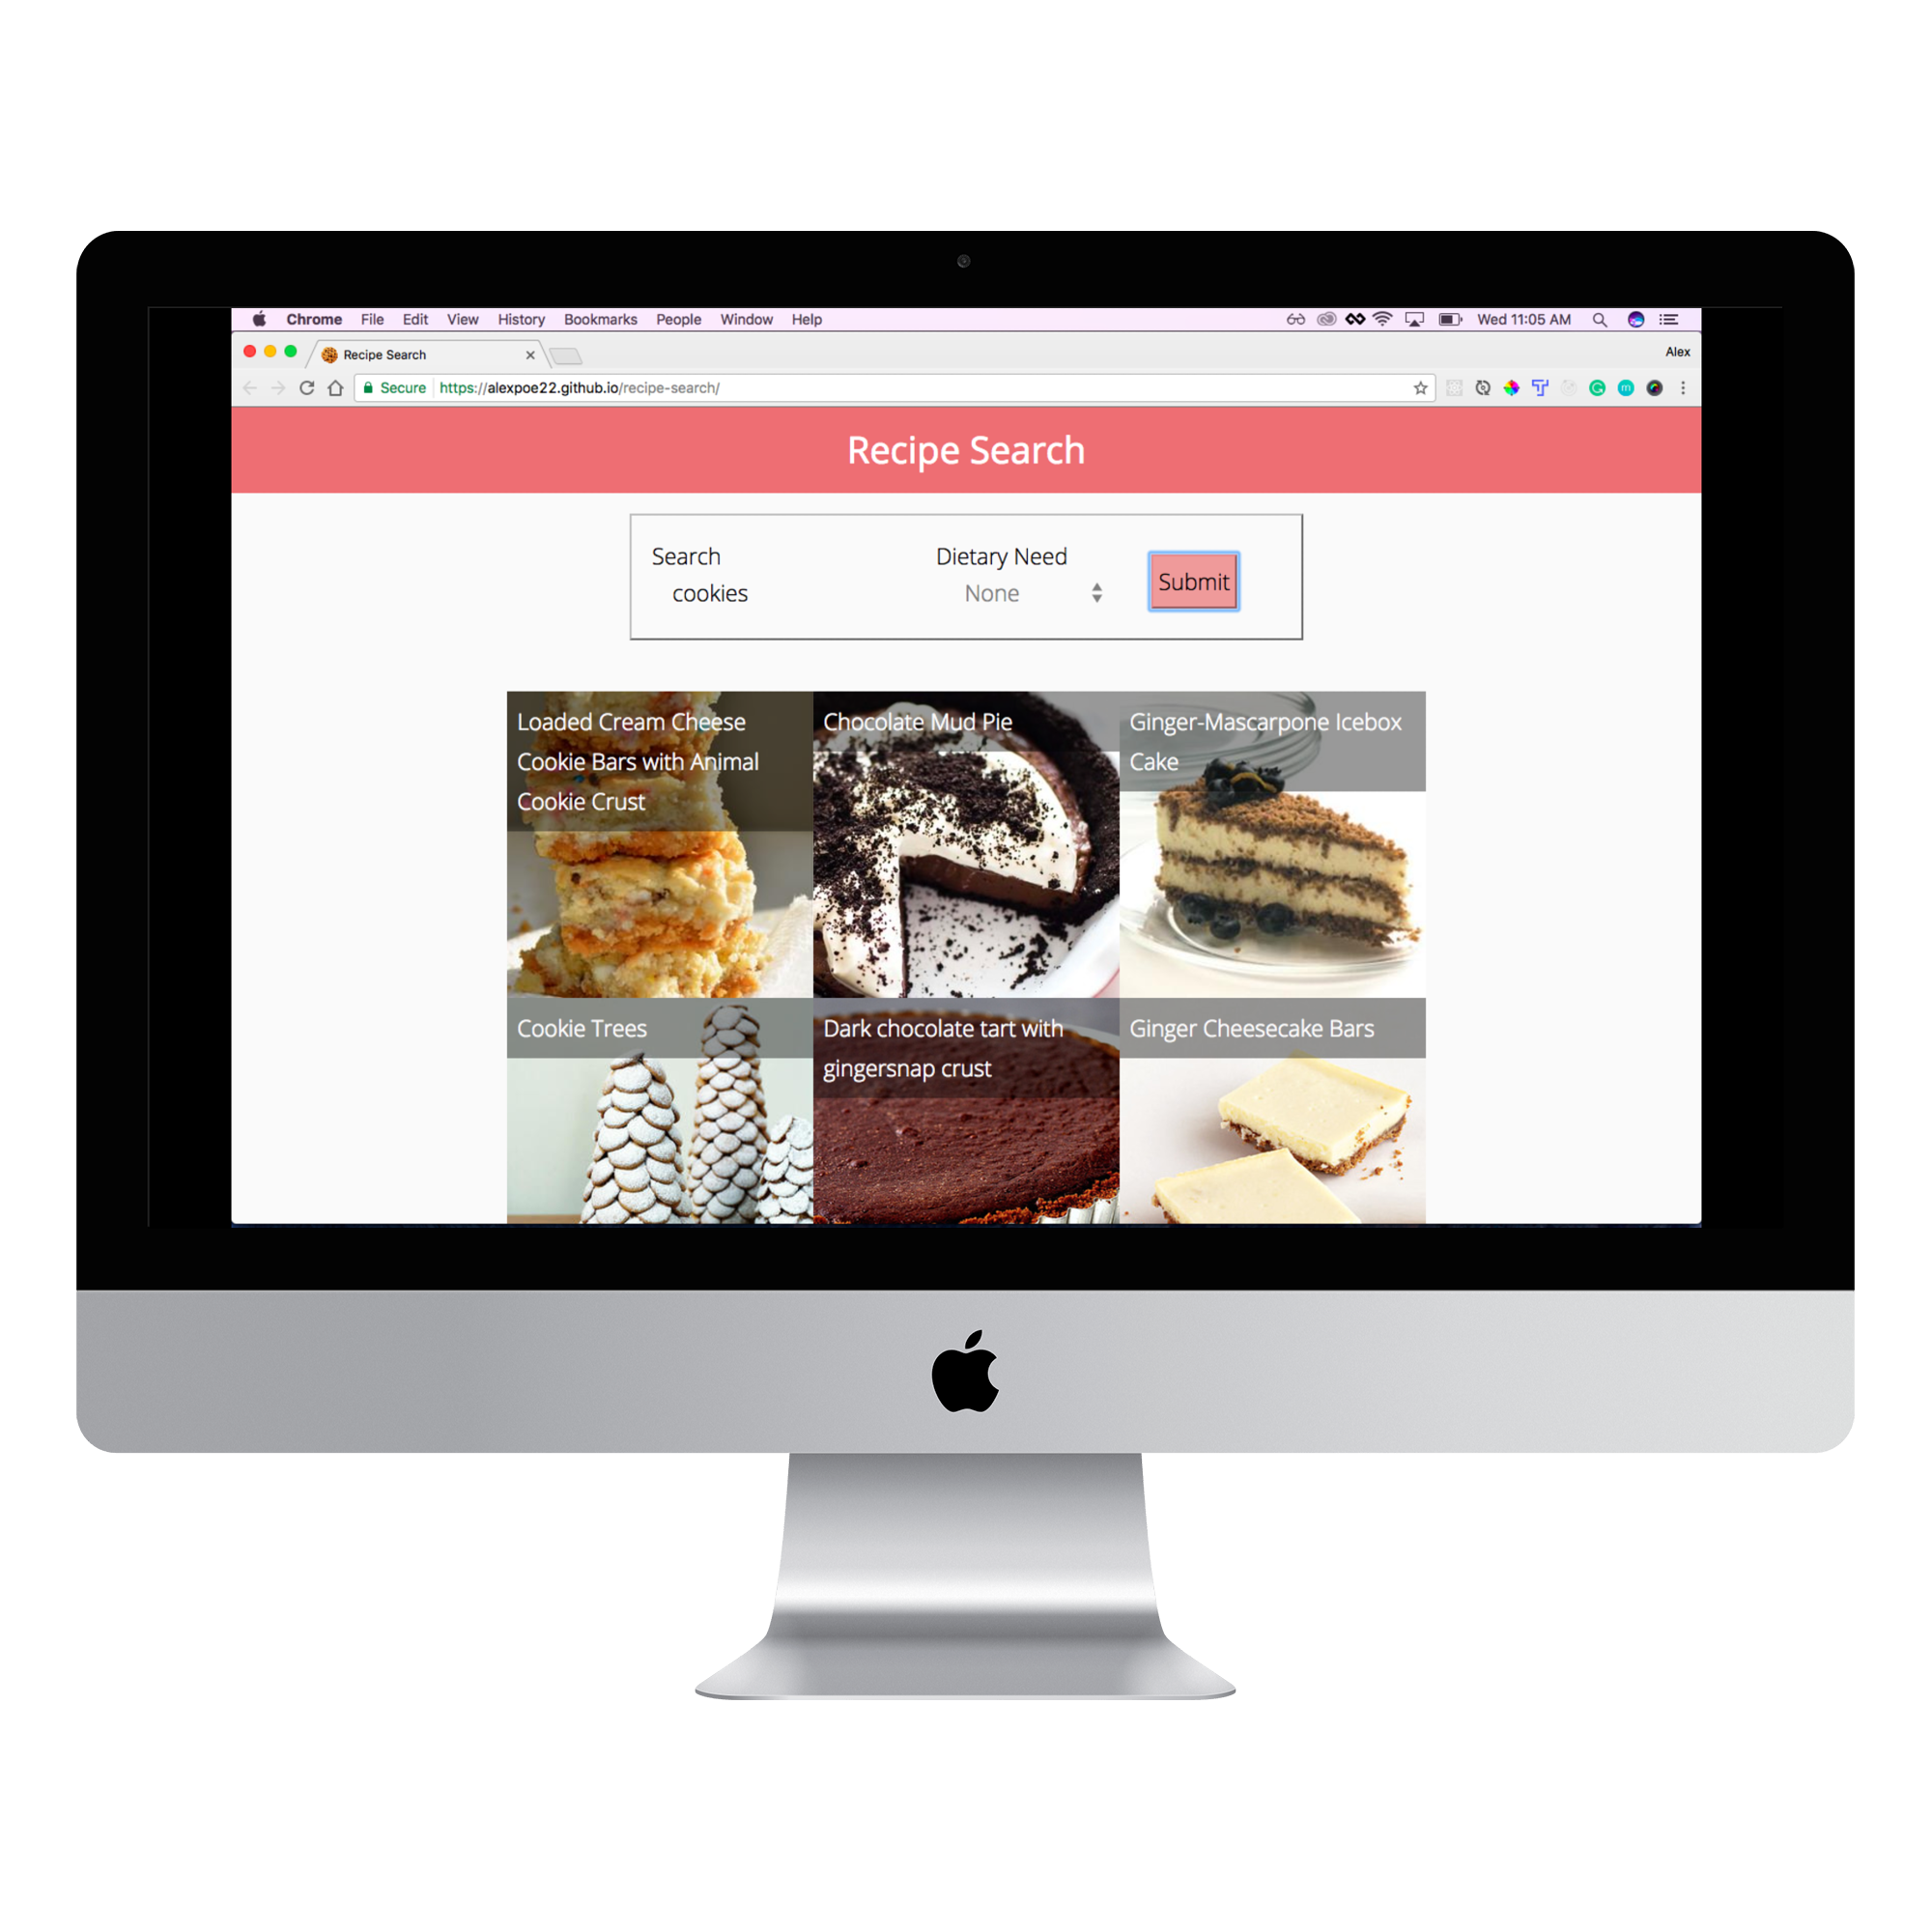 Chrome File Edit View History Bookmarks People Window Help Wed 11:05 AM
Recipe Search Alex
Secure https://alexpoe22.github.io/recipe-search/
Recipe Search
Search Dietary Need
cookies None Submit
Loaded Cream Cheese
Cookie Bars with Animal
Cookie Crust
Chocolate Mud Pie
Ginger-Mascarpone Icebox
Cake
Cookie Trees
Dark chocolate tart with
gingersnap crust
Ginger Cheesecake Bars